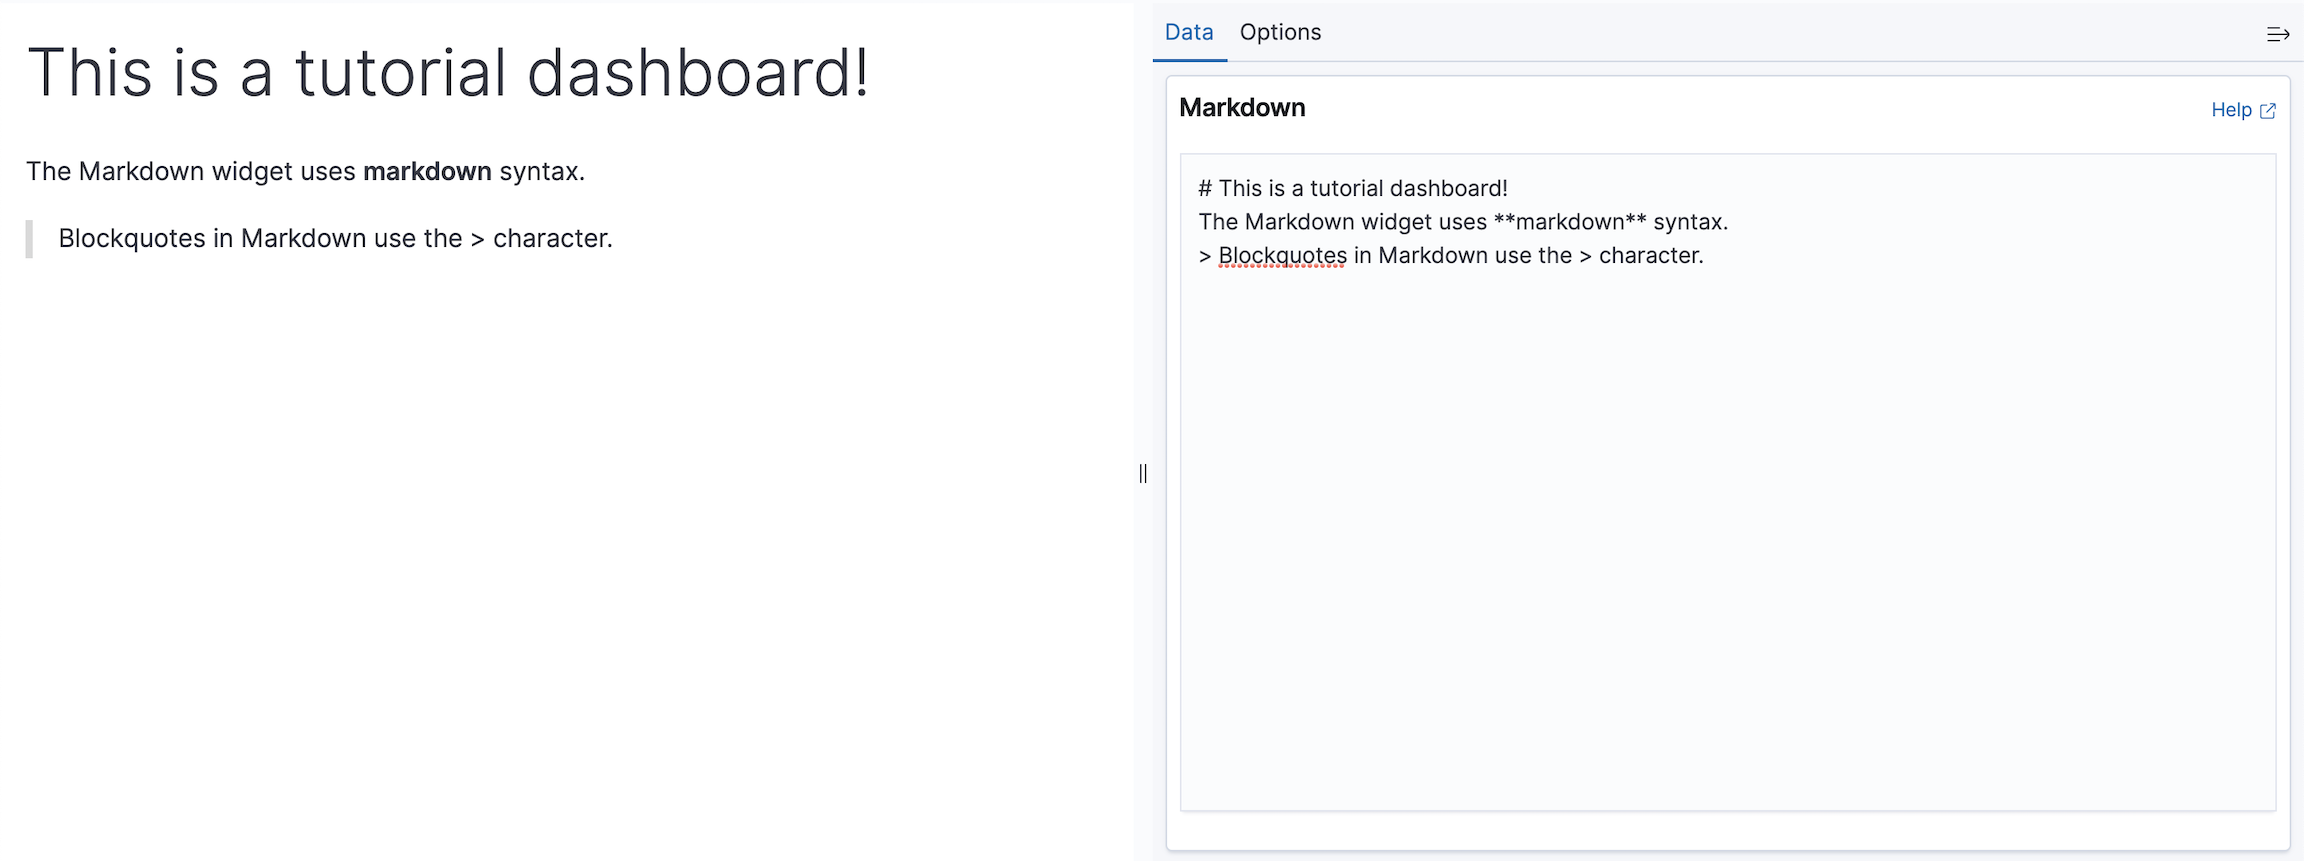 This is a tutorial dashboard!
The Markdown widget uses markdown syntax.
Blockquotes in Markdown use the > character.
Data Options
Markdown
Help
# This is a tutorial dashboard!
The Markdown widget uses **markdown** syntax.
> Blockquotes in Markdown use the > character.